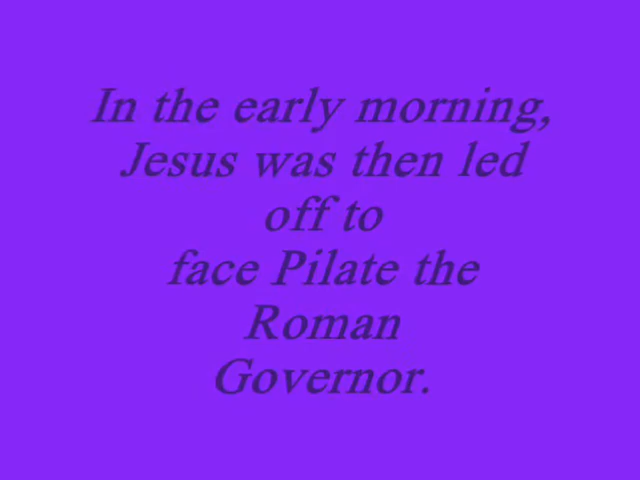 In the early morning,
Jesus was then led
off to
face Pilate the
Roman
Governor.